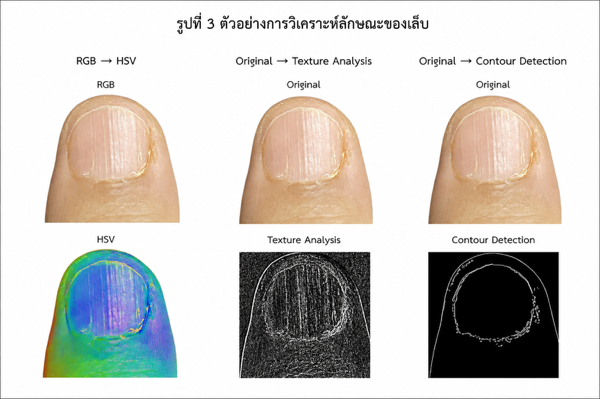 รูปที่ 3 ตัวอย่างการวิเคราะห์ลักษณะของเล็บ
RGB → HSV
Original → Texture Analysis
Original → Contour Detection
RGB
Original
Original
HSV
Texture Analysis
Contour Detection